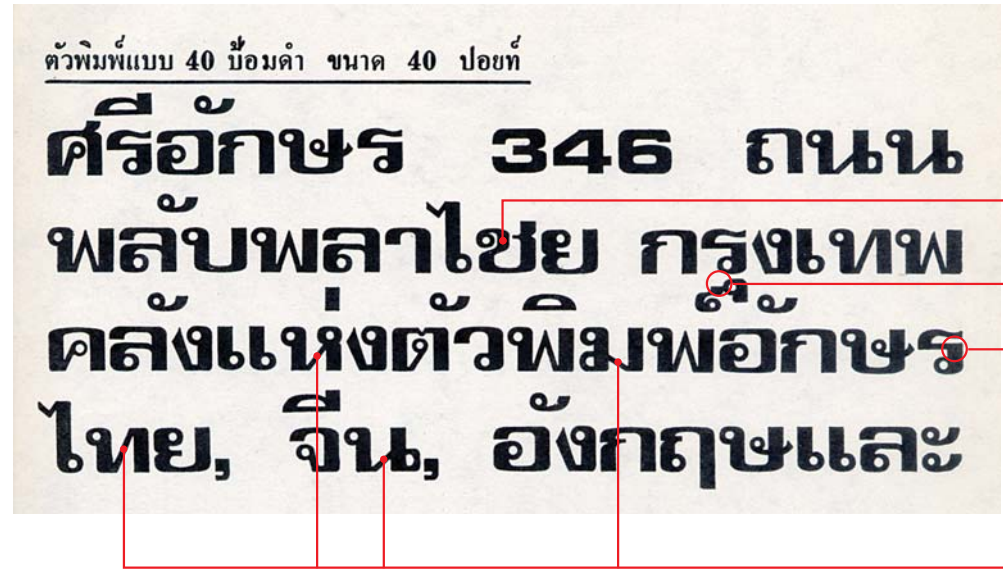 ตัวพิมพ์แบบ 40 ป้อมดำ ขนาด 40 ปอยท์
ศรีอักษร 346 ถนน
พลับพลาไชย กรุงเทพ
คลังแห่งตัวพิมพ์อักษร
ไทย, จีน, อังกฤษและ